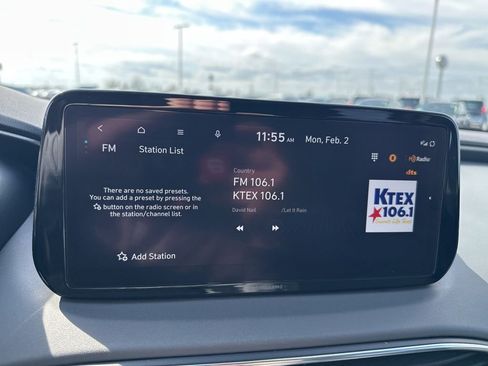 11:55 AM Mon, Feb. 2
FM Station List
HD Radio
dts
Country
FM 106.1
KTEX 106.1
David Nail /Let It Rain
There are no saved presets.
You can add a preset by pressing the
button on the radio screen or in
the station/channel list.
Add Station
KTEX
106.1